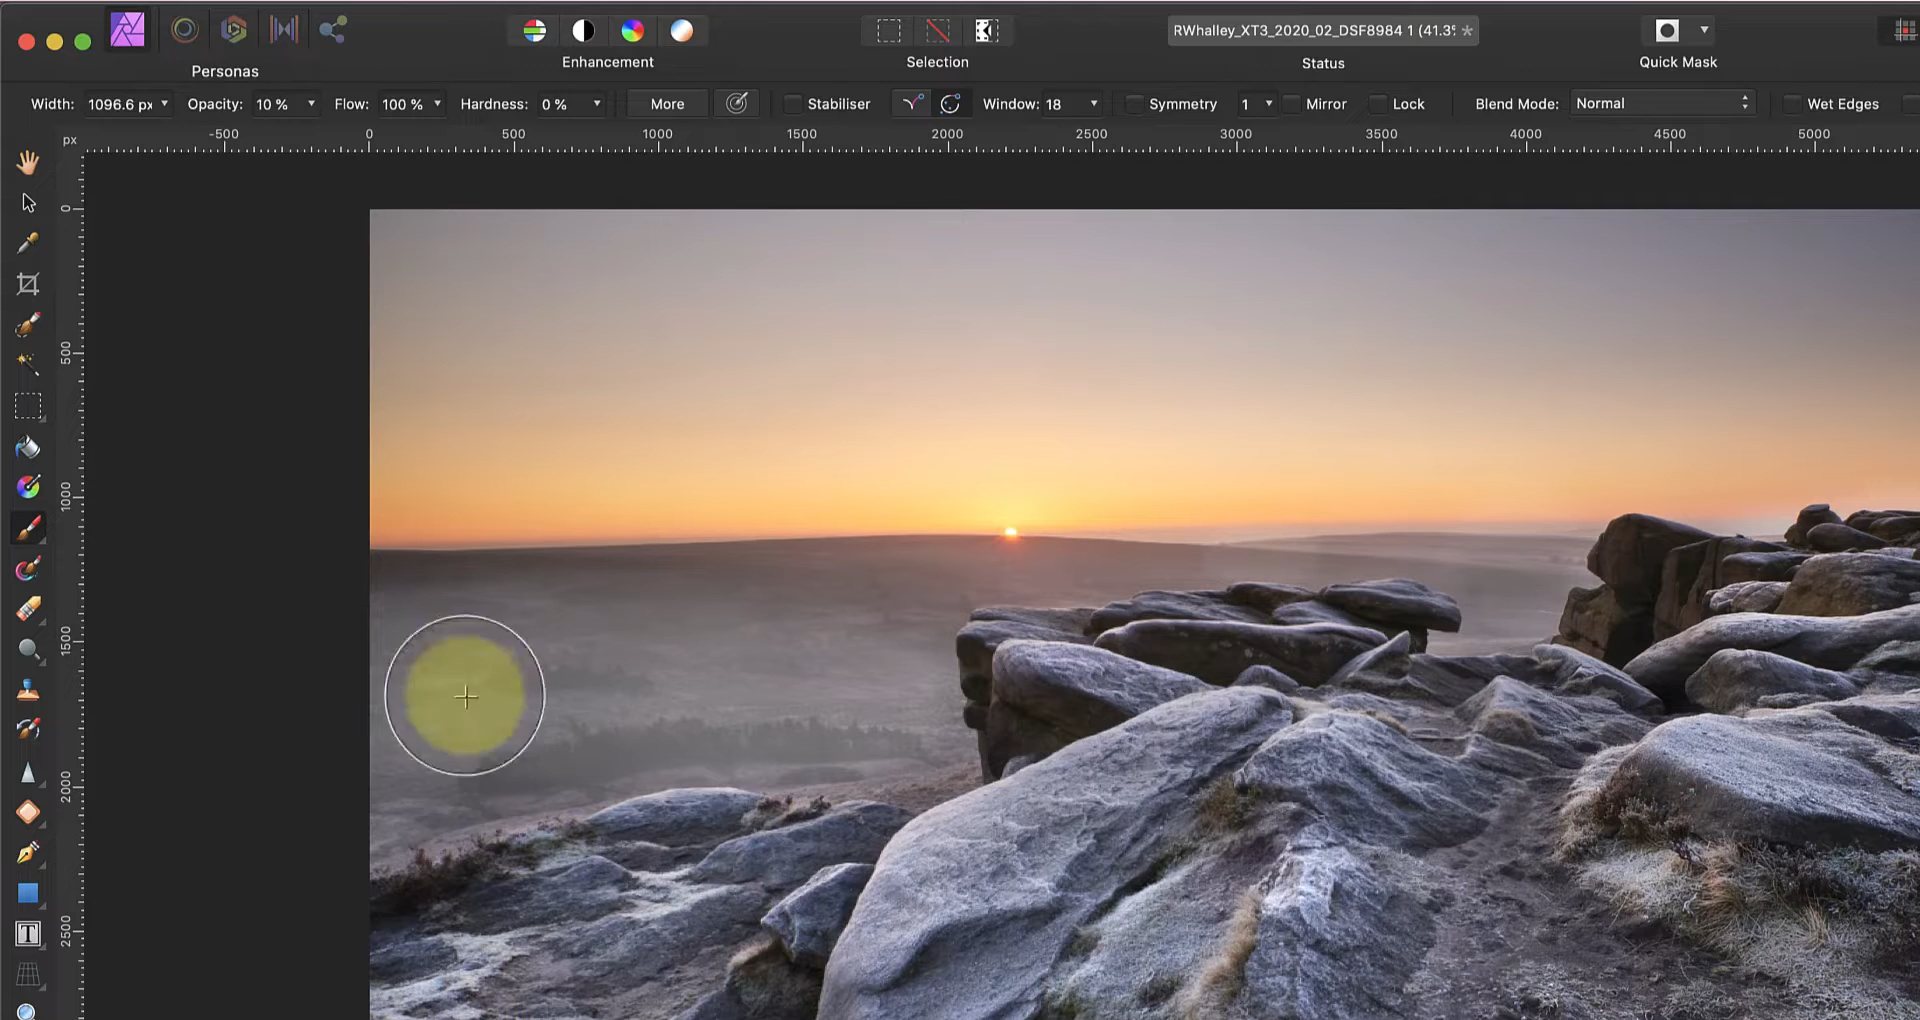 RWhalley_XT3_2020_02_DSF8984 1 (41.3% *
Personas
Enhancement
Selection
Status
Quick Mask
Width: 1096.6 px Opacity: 10 % Flow: 100 % Hardness: 0 % More Stabiliser Window: 18 Symmetry 1 Mirror Lock Blend Mode: Normal Wet Edges
px -500 0 500 1000 1500 2000 2500 3000 3500 4000 4500 5000
0
500
1000
1500
2000
2500
T